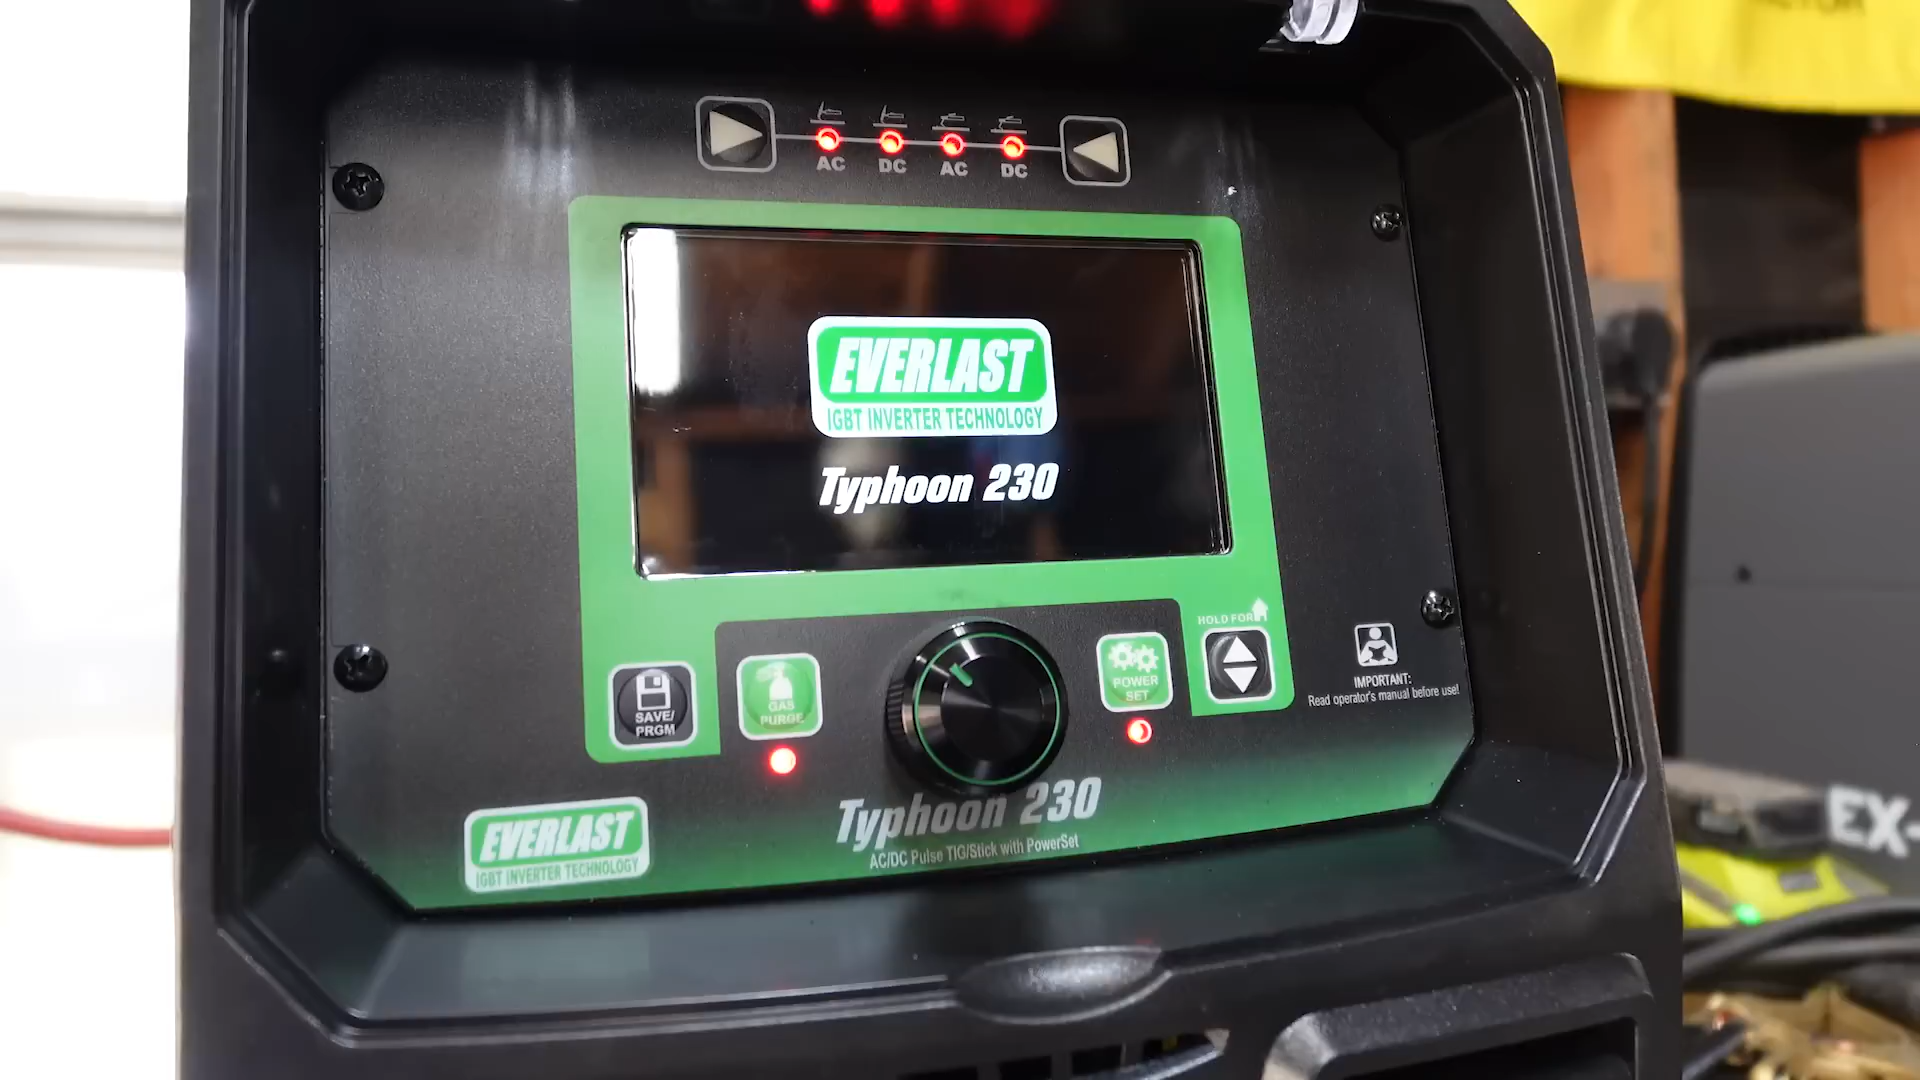 AC DC AC DC
EVERLAST
IGBT INVERTER TECHNOLOGY
Typhoon 230
HOLD FOR
SAVE/
PRGM
GAS
PURGE
POWER
SET
IMPORTANT:
Read operator's manual before use!
Typhoon 230
AC/DC Pulse TIG/Stick with PowerSet
EVERLAST
IGBT INVERTER TECHNOLOGY
EX-